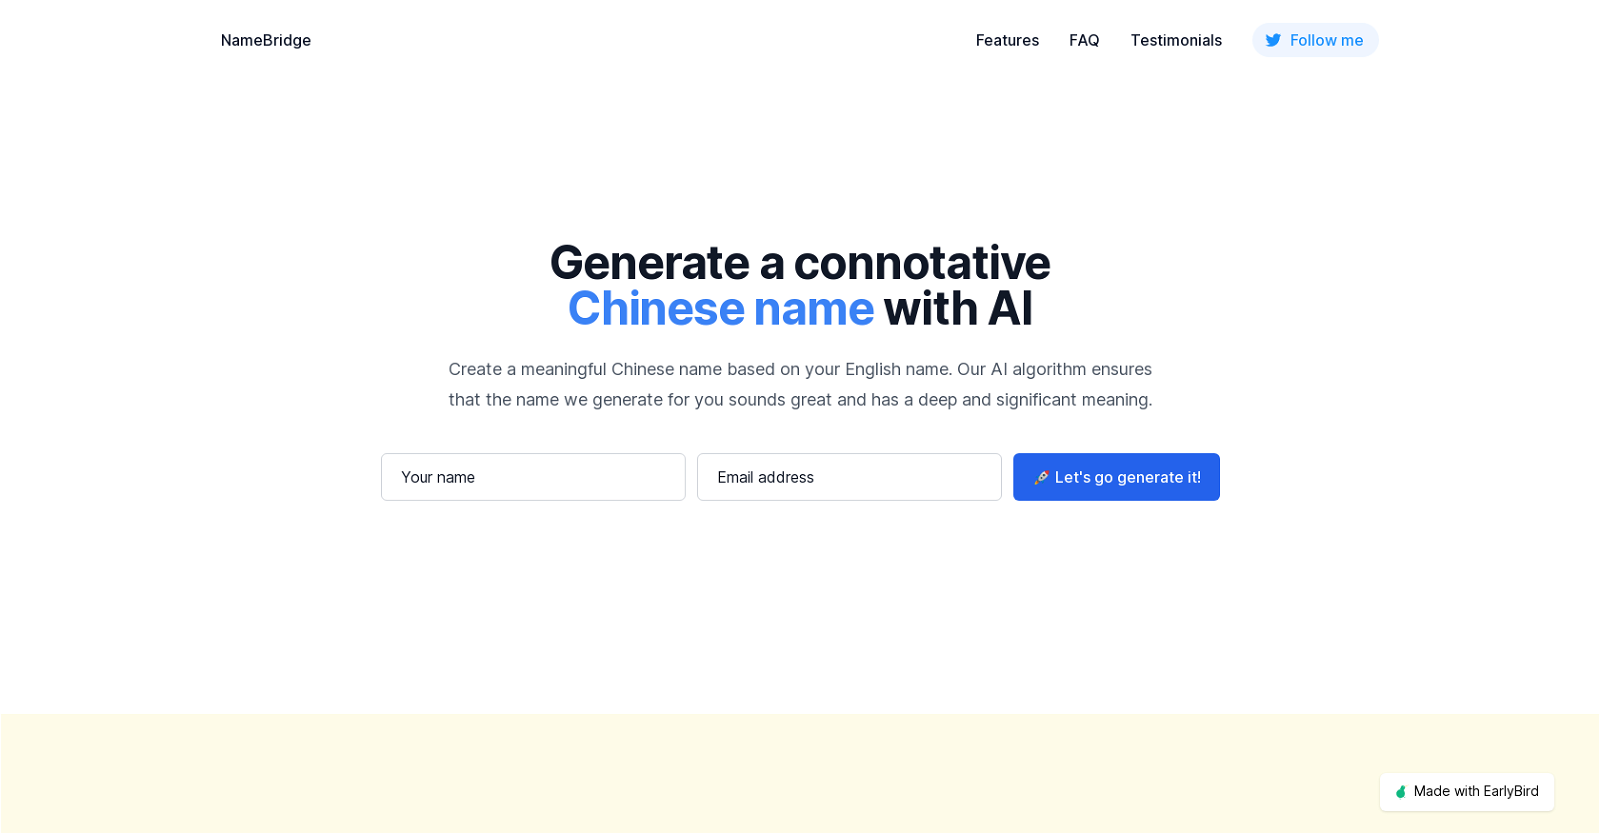 NameBridge
Features
FAQ
Testimonials
Follow me
Generate a connotative
Chinese name with AI
Create a meaningful Chinese name based on your English name. Our AI algorithm ensures
that the name we generate for you sounds great and has a deep and significant meaning.
Your name
Email address
🚀 Let's go generate it!
Made with EarlyBird